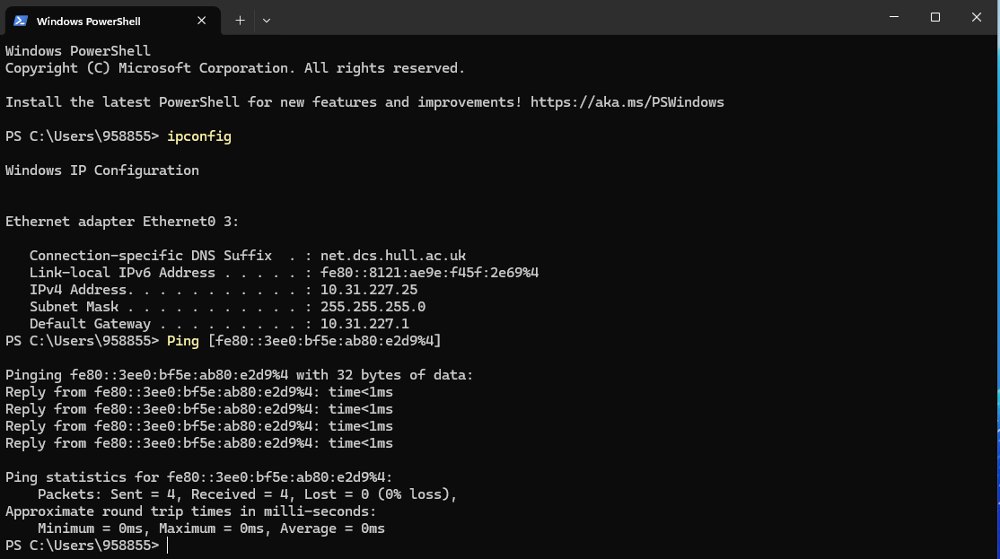 Windows PowerShell
Windows PowerShell
Copyright (C) Microsoft Corporation. All rights reserved.
Install the latest PowerShell for new features and improvements! https://aka.ms/PSWindows
PS C:\Users\958855> ipconfig
Windows IP Configuration
Ethernet adapter Ethernet0 3:
   Connection-specific DNS Suffix  . : net.dcs.hull.ac.uk
   Link-local IPv6 Address . . . . . : fe80::8121:ae9e:f45f:2e69%4
   IPv4 Address. . . . . . . . . . . : 10.31.227.25
   Subnet Mask . . . . . . . . . . . : 255.255.255.0
   Default Gateway . . . . . . . . . : 10.31.227.1
PS C:\Users\958855> Ping [fe80::3ee0:bf5e:ab80:e2d9%4]
Pinging fe80::3ee0:bf5e:ab80:e2d9%4 with 32 bytes of data:
Reply from fe80::3ee0:bf5e:ab80:e2d9%4: time<1ms
Reply from fe80::3ee0:bf5e:ab80:e2d9%4: time<1ms
Reply from fe80::3ee0:bf5e:ab80:e2d9%4: time<1ms
Reply from fe80::3ee0:bf5e:ab80:e2d9%4: time<1ms
Ping statistics for fe80::3ee0:bf5e:ab80:e2d9%4:
    Packets: Sent = 4, Received = 4, Lost = 0 (0% loss),
Approximate round trip times in milli-seconds:
    Minimum = 0ms, Maximum = 0ms, Average = 0ms
PS C:\Users\958855>